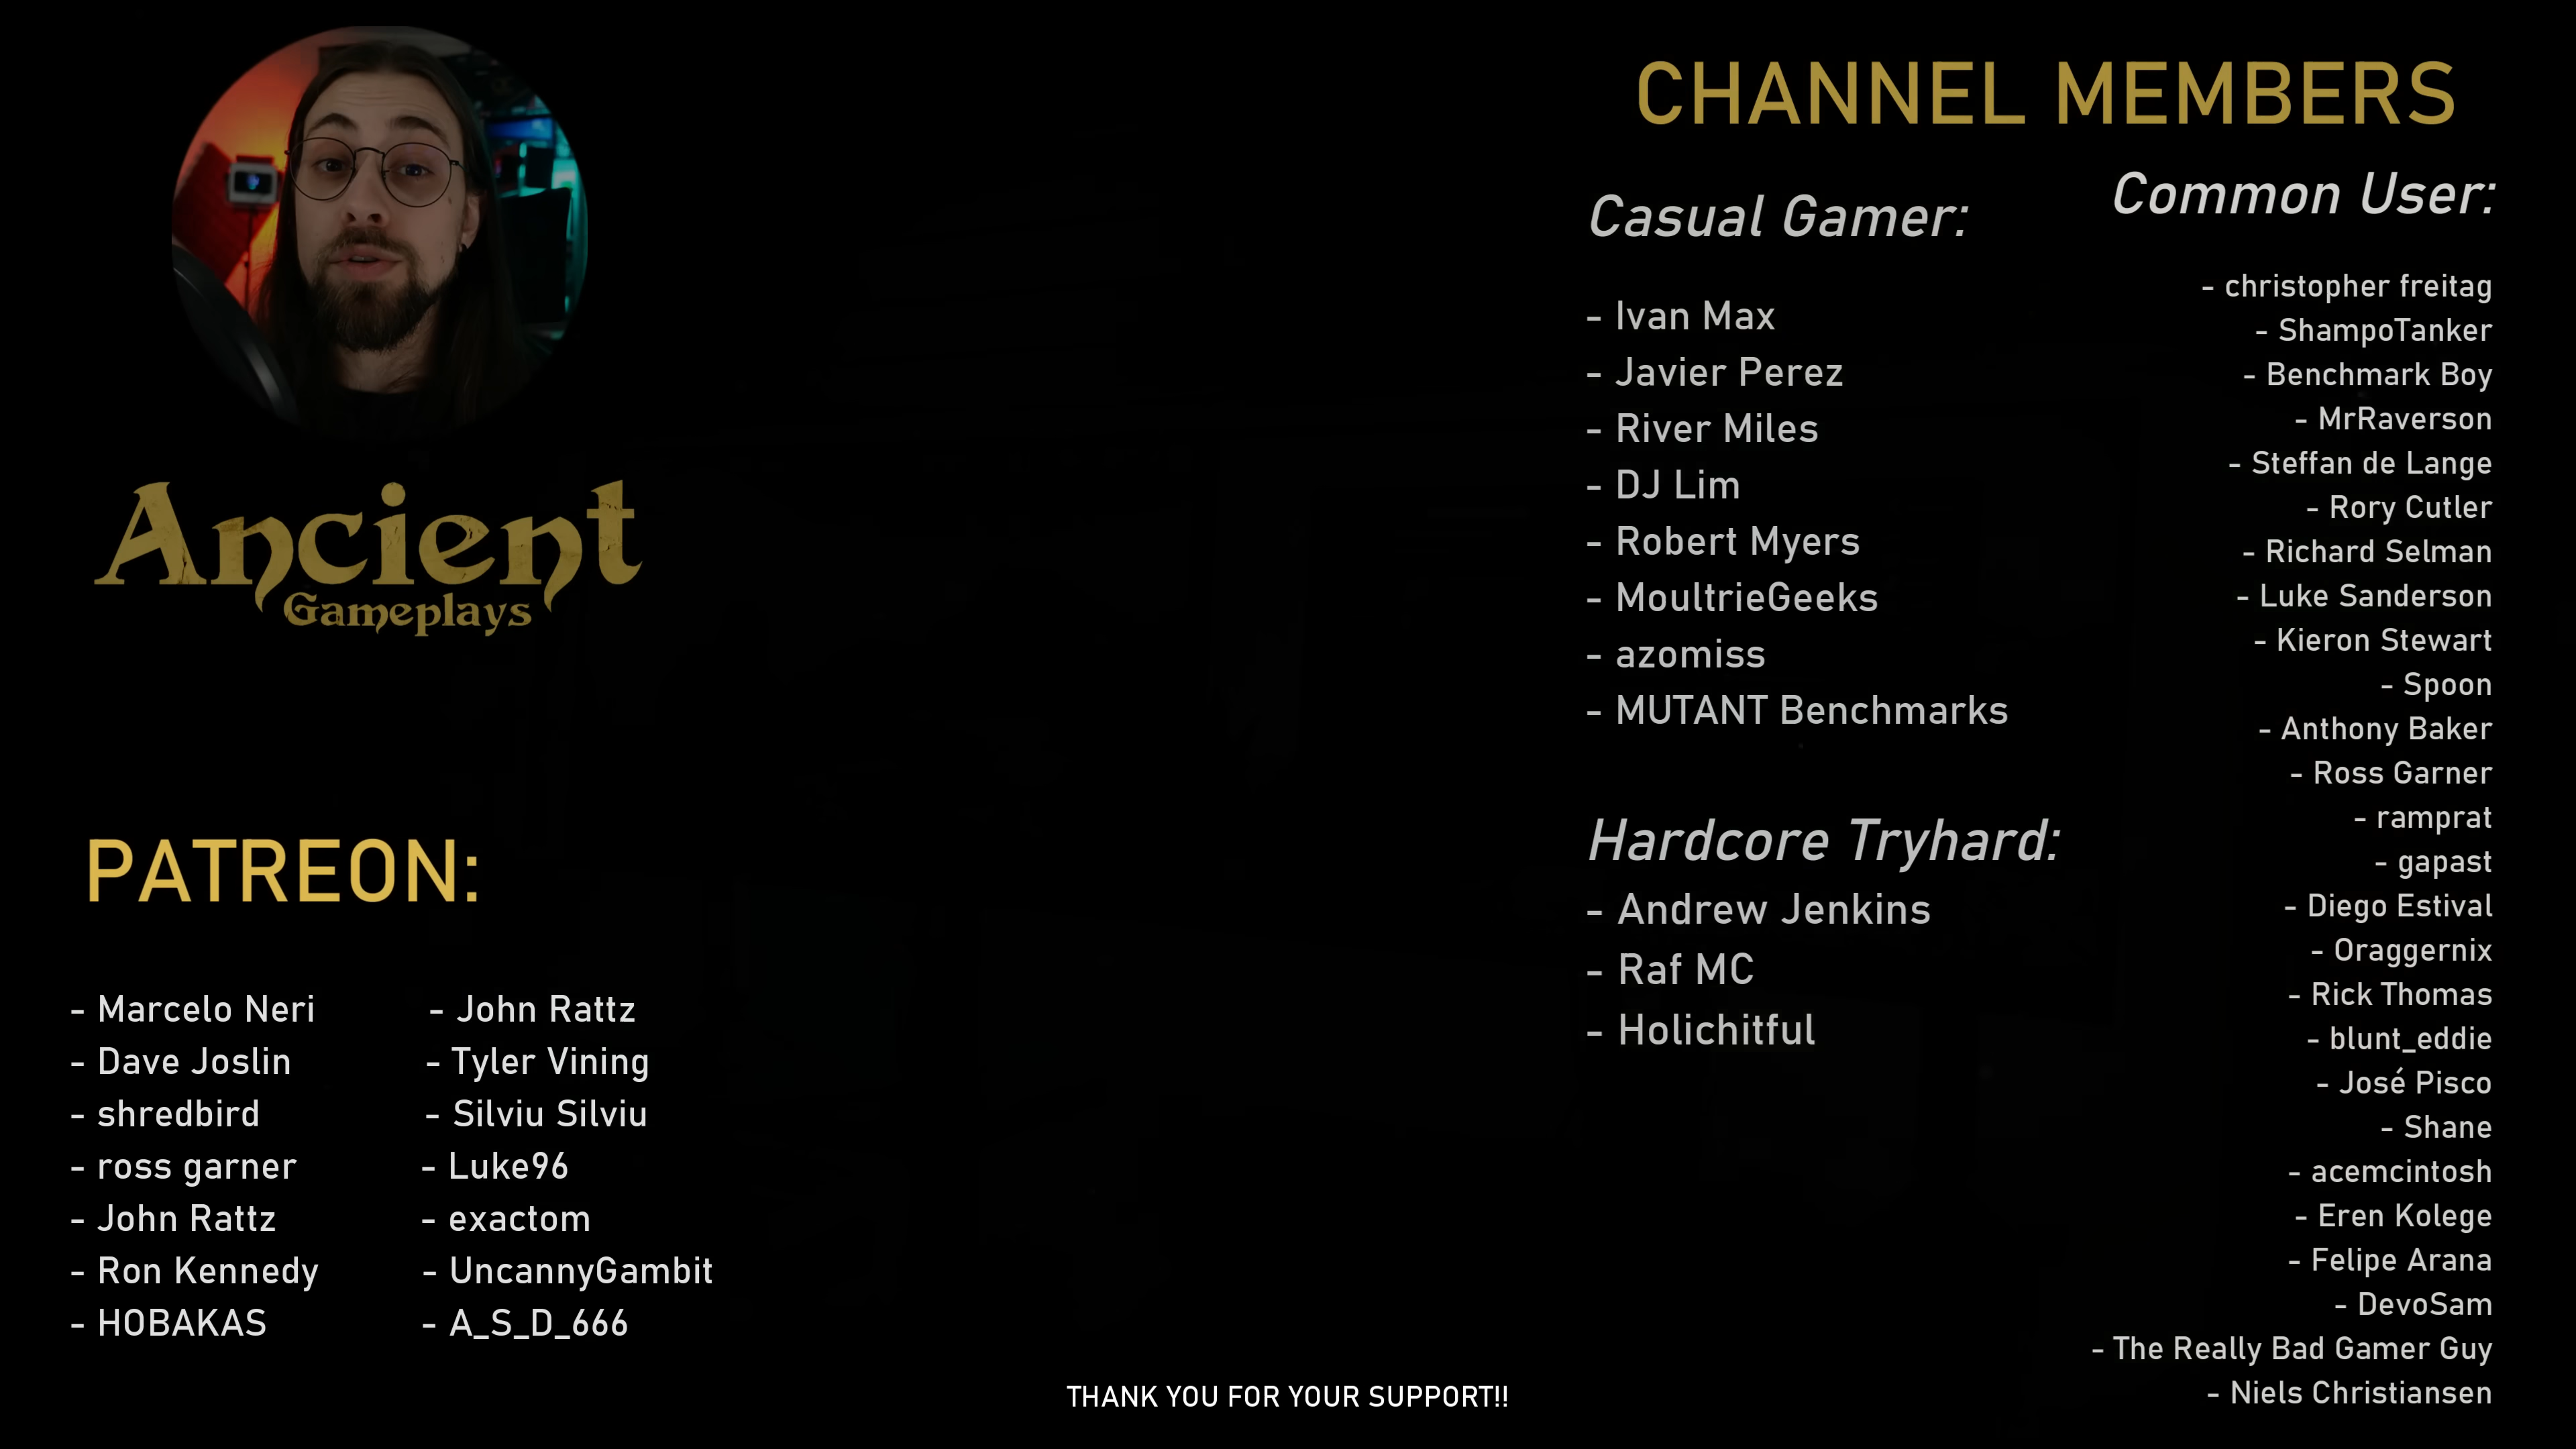 Ancient
Gameplays
PATREON:
- Marcelo Neri
- Dave Joslin
- shredbird
- ross garner
- John Rattz
- Ron Kennedy
- HOBAKAS
- John Rattz
- Tyler Vining
- Silviu Silviu
- Luke96
- exactom
- UncannyGambit
- A_S_D_666
CHANNEL MEMBERS
Casual Gamer:
- Ivan Max
- Javier Perez
- River Miles
- DJ Lim
- Robert Myers
- MoultrieGeeks
- azomiss
- MUTANT Benchmarks
Hardcore Tryhard:
- Andrew Jenkins
- Raf MC
- Holichitful
Common User:
- christopher freitag
- ShampoTanker
- Benchmark Boy
- MrRaverson
- Steffan de Lange
- Rory Cutler
- Richard Selman
- Luke Sanderson
- Kieron Stewart
- Spoon
- Anthony Baker
- Ross Garner
- ramprat
- gapast
- Diego Estival
- Oraggernix
- Rick Thomas
- blunt_eddie
- José Pisco
- Shane
- acemcintosh
- Eren Kolege
- Felipe Arana
- DevoSam
- The Really Bad Gamer Guy
- Niels Christiansen
THANK YOU FOR YOUR SUPPORT!!